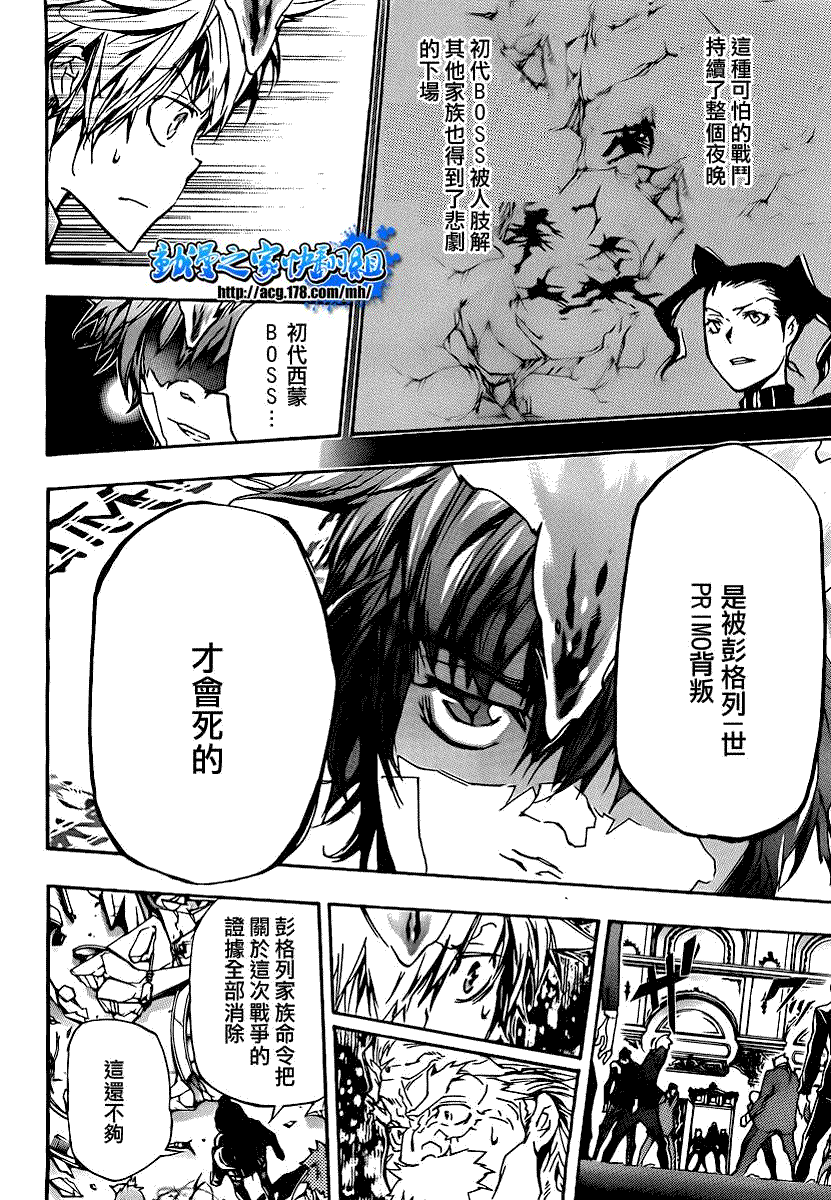 這種可怕的戰鬥
持續了整個夜晚
初代BOSS被人肢解
其他家族也得到了悲劇
的下場
動漫之家快翻組
http://acg.178.com/mh/
初代西蒙
BOSS…
是被彭格列一世
PRIMO背叛
才會死的
彭格列家族命令把
關於這次戰爭的
證據全部消除
這還不夠